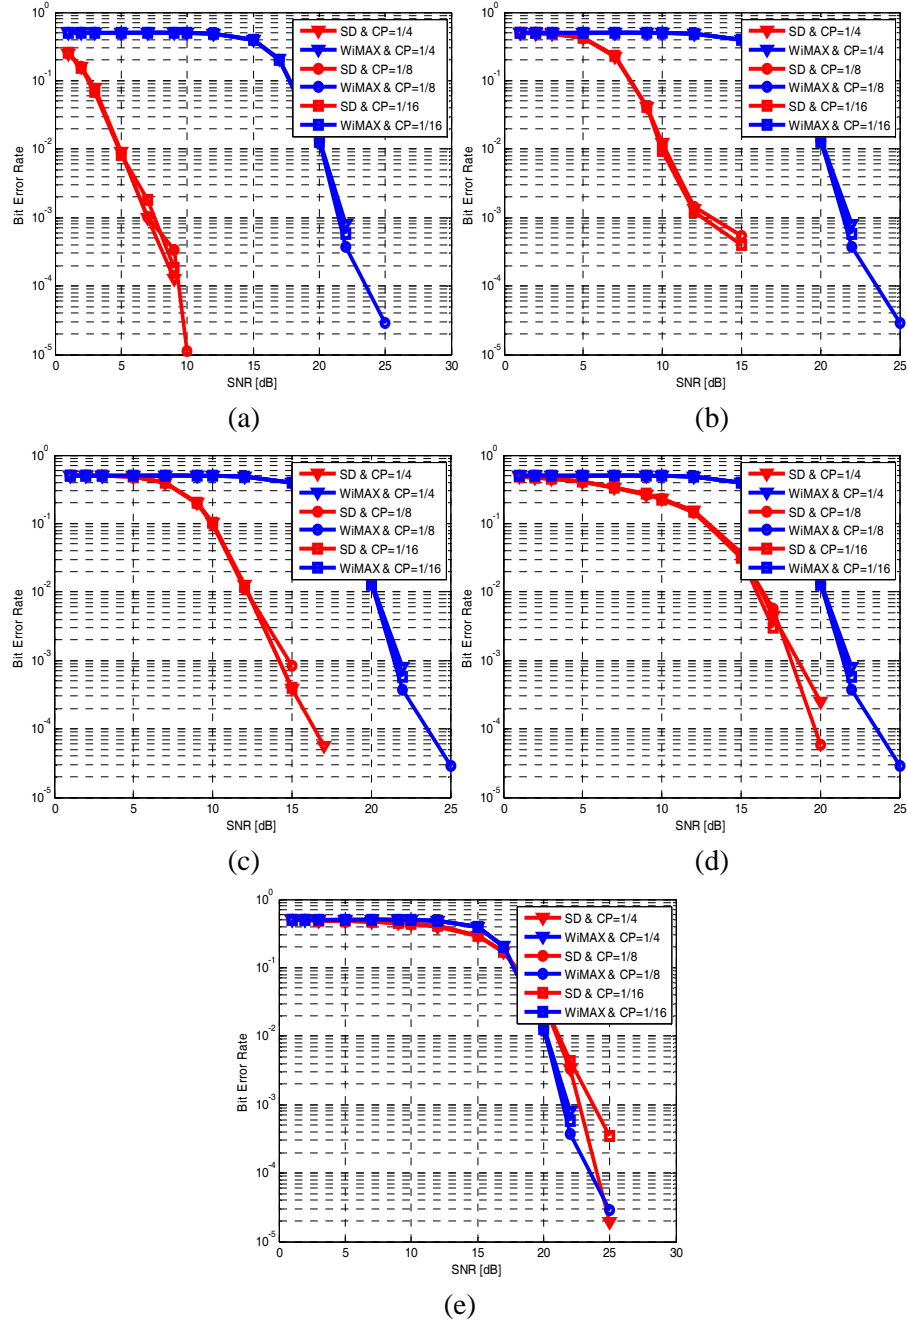 10^0
10^-1
10^-2
10^-3
10^-4
10^-5
Bit Error Rate
0 5 10 15 20 25 30
SNR [dB]
SD & CP=1/4
WiMAX & CP=1/4
SD & CP=1/8
WiMAX & CP=1/8
SD & CP=1/16
WiMAX & CP=1/16
(a)
10^0
10^-1
10^-2
10^-3
10^-4
10^-5
Bit Error Rate
0 5 10 15 20 25
SNR [dB]
SD & CP=1/4
WiMAX & CP=1/4
SD & CP=1/8
WiMAX & CP=1/8
SD & CP=1/16
WiMAX & CP=1/16
(b)
10^0
10^-1
10^-2
10^-3
10^-4
10^-5
Bit Error Rate
0 5 10 15 20 25
SNR [dB]
SD & CP=1/4
WiMAX & CP=1/4
SD & CP=1/8
WiMAX & CP=1/8
SD & CP=1/16
WiMAX & CP=1/16
(c)
10^0
10^-1
10^-2
10^-3
10^-4
10^-5
Bit Error Rate
0 5 10 15 20 25
SNR [dB]
SD & CP=1/4
WiMAX & CP=1/4
SD & CP=1/8
WiMAX & CP=1/8
SD & CP=1/16
WiMAX & CP=1/16
(d)
10^0
10^-1
10^-2
10^-3
10^-4
10^-5
Bit Error Rate
0 5 10 15 20 25 30
SNR [dB]
SD & CP=1/4
WiMAX & CP=1/4
SD & CP=1/8
WiMAX & CP=1/8
SD & CP=1/16
WiMAX & CP=1/16
(e)